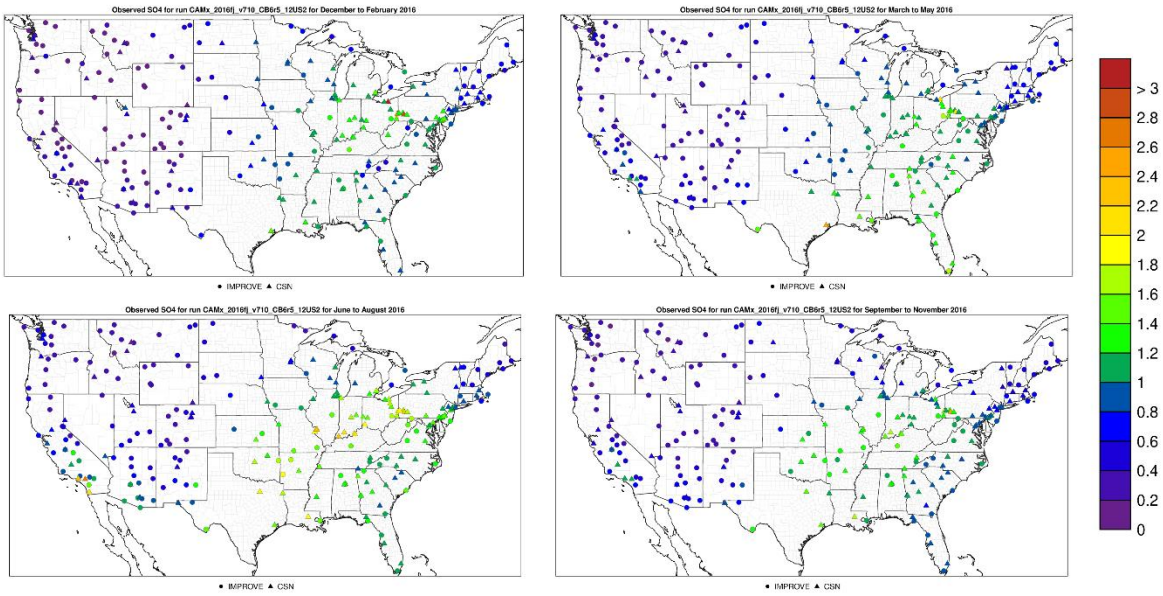 Observed SO4 for run CAMx_2016fj_v710_CB6r5_12US2 for December to February 2016
IMPROVE CSN
Observed SO4 for run CAMx_2016fj_v710_CB6r5_12US2 for March to May 2016
IMPROVE CSN
Observed SO4 for run CAMx_2016fj_v710_CB6r5_12US2 for June to August 2016
IMPROVE CSN
Observed SO4 for run CAMx_2016fj_v710_CB6r5_12US2 for September to November 2016
IMPROVE CSN
> 3
2.8
2.6
2.4
2.2
2
1.8
1.6
1.4
1.2
1
0.8
0.6
0.4
0.2
0